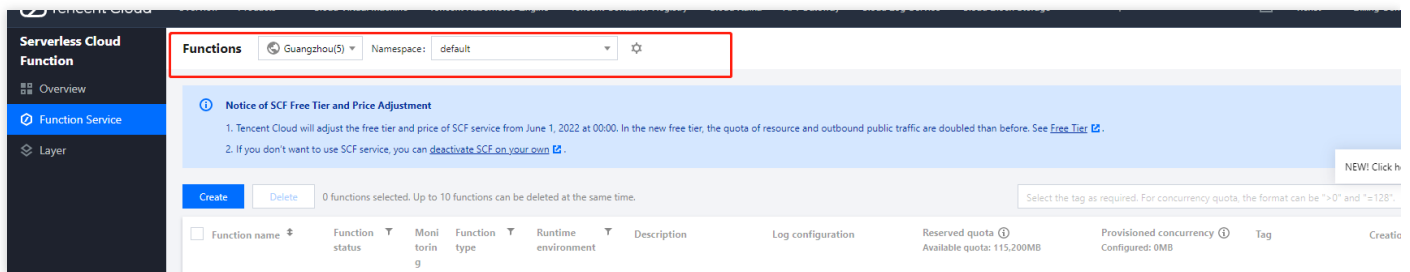 Tencent Cloud
Serverless Cloud
Function
Overview
Function Service
Layer
Functions Guangzhou(5) Namespace: default
Notice of SCF Free Tier and Price Adjustment
1. Tencent Cloud will adjust the free tier and price of SCF service from June 1, 2022 at 00:00. In the new free tier, the quota of resource and outbound public traffic are doubled than before. See Free Tier .
2. If you don't want to use SCF service, you can deactivate SCF on your own .
NEW! Click
Create Delete 0 functions selected. Up to 10 functions can be deleted at the same time.
Select the tag as required. For concurrency quota, the format can be ">0" and "=128".
Function name
Function
status
Moni
torin
g
Function
type
Runtime
environment
Description
Log configuration
Reserved quota
Available quota: 115,200MB
Provisioned concurrency
Configured: 0MB
Tag
Creatio